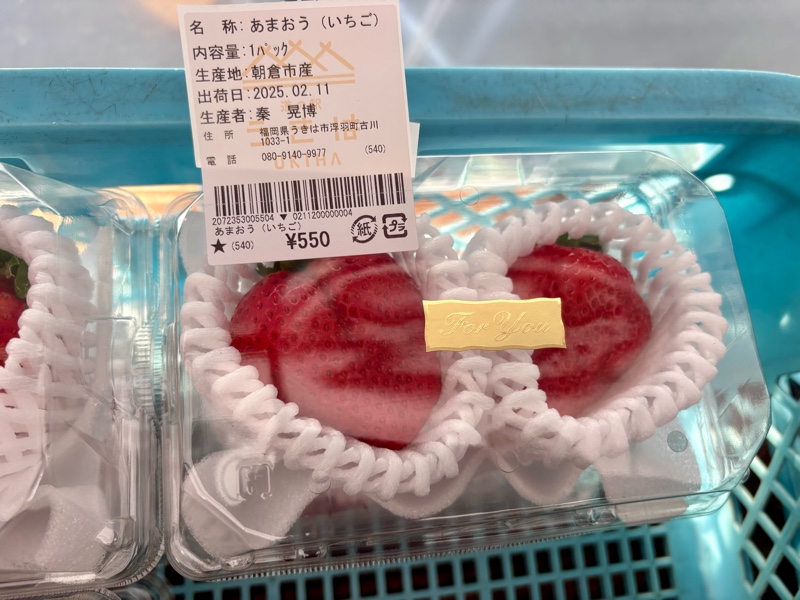 名　称：あまおう（いちご）
内容量：1パック
生産地：朝倉市産
出荷日：2025.02.11
生産者：秦　晃博
住　所　福岡県うきは市浮羽町古川
1033-1
電　話　080-9140-9977　(540)
UKIHA
2072353005504 ▼ 0211200000004
あまおう（いちご）
★(540) ¥550 紙 プラ
For You